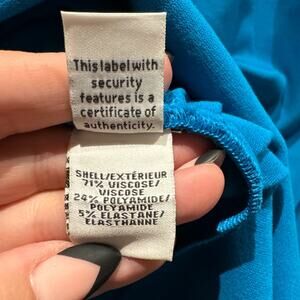 This label with
security
features is a
certificate of
authenticity.
SHELL/EXTÉRIEUR
71% VISCOSE/
VISCOSE
24% POLYAMIDE/
POLYAMIDE
5% ELASTANE/
ELASTHANNE